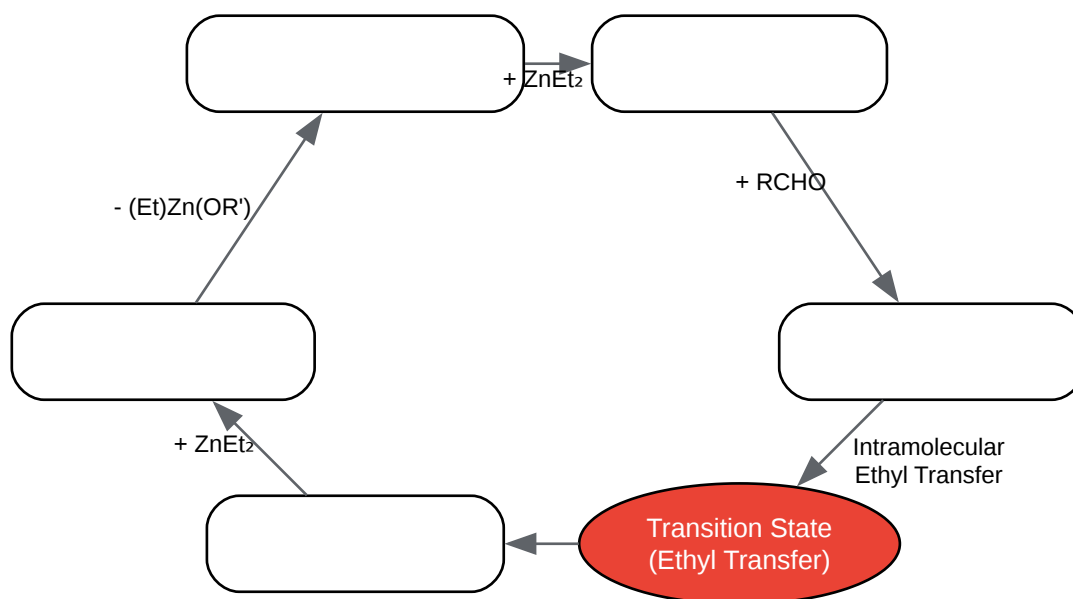 + ZnEt₂
+ RCHO
- (Et)Zn(OR')
+ ZnEt₂
Intramolecular
Ethyl Transfer
Transition State
(Ethyl Transfer)